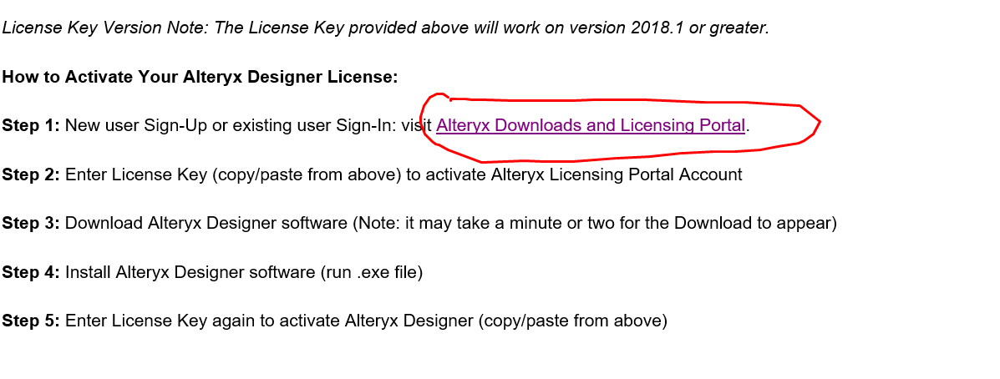 License Key Version Note: The License Key provided above will work on version 2018.1 or greater.
How to Activate Your Alteryx Designer License:
Step 1: New user Sign-Up or existing user Sign-In: visit Alteryx Downloads and Licensing Portal.
Step 2: Enter License Key (copy/paste from above) to activate Alteryx Licensing Portal Account
Step 3: Download Alteryx Designer software (Note: it may take a minute or two for the Download to appear)
Step 4: Install Alteryx Designer software (run .exe file)
Step 5: Enter License Key again to activate Alteryx Designer (copy/paste from above)